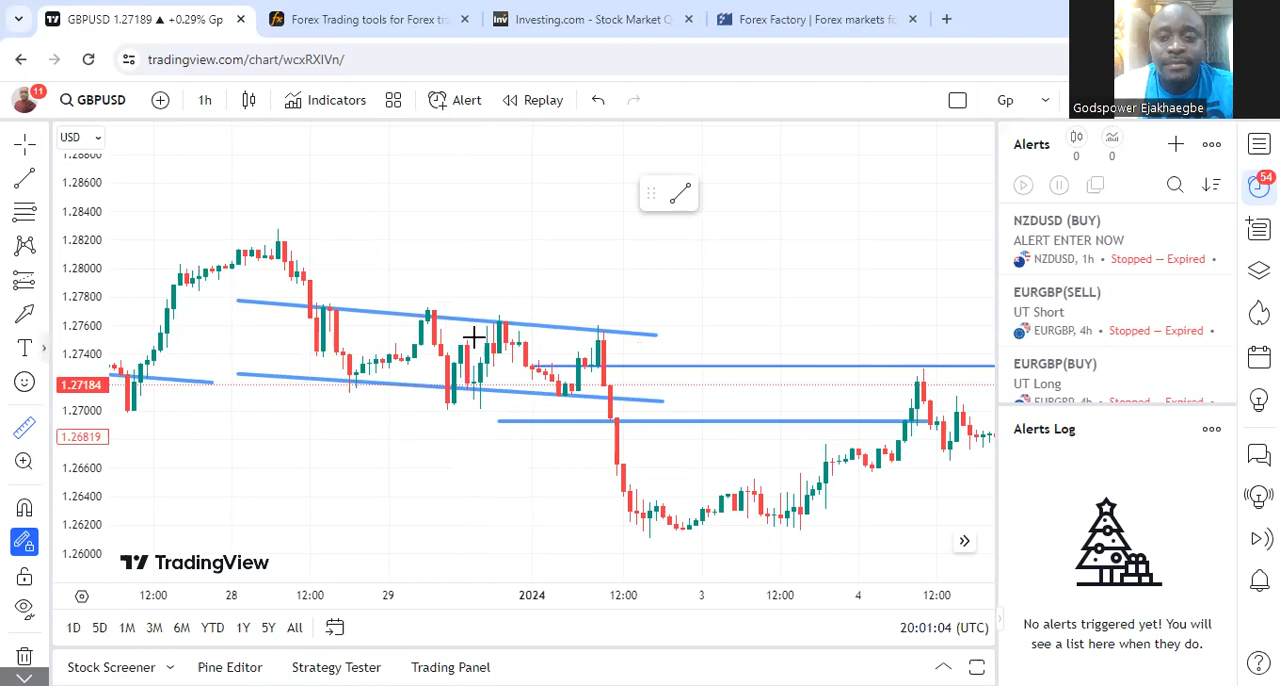 GBPUSD 1.27189 ▲ +0.29% Gp
Forex Trading tools for Forex tra
Investing.com - Stock Market Q
Forex Factory | Forex markets fo
tradingview.com/chart/wcxRXIVn/
Godspower Ejakhaegbe
11
GBPUSD
1h
Indicators
Alert
Replay
Gp
USD
1.28800
1.28600
1.28400
1.28200
1.28000
1.27800
1.27600
1.27400
1.27184
1.27000
1.26819
1.26600
1.26400
1.26200
1.26000
TradingView
12:00 28 12:00 29 2024 12:00 3 12:00 4 12:00
1D 5D 1M 3M 6M YTD 1Y 5Y All
20:01:04 (UTC)
Stock Screener
Pine Editor
Strategy Tester
Trading Panel
Alerts
0
0
54
NZDUSD (BUY)
ALERT ENTER NOW
NZDUSD, 1h • Stopped — Expired •
EURGBP(SELL)
UT Short
EURGBP, 4h • Stopped — Expired •
EURGBP(BUY)
UT Long
EURGBP, 4h • Stopped — Expired •
Alerts Log
No alerts triggered yet! You will
see a list here when they do.